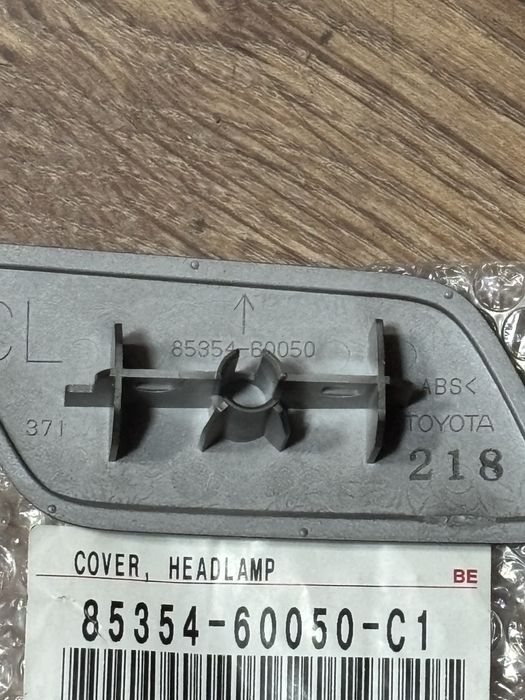 CL
↑
85354-60050
371
ABS<
TOYOTA
218
COVER, HEADLAMP
BE
85354-60050-C1